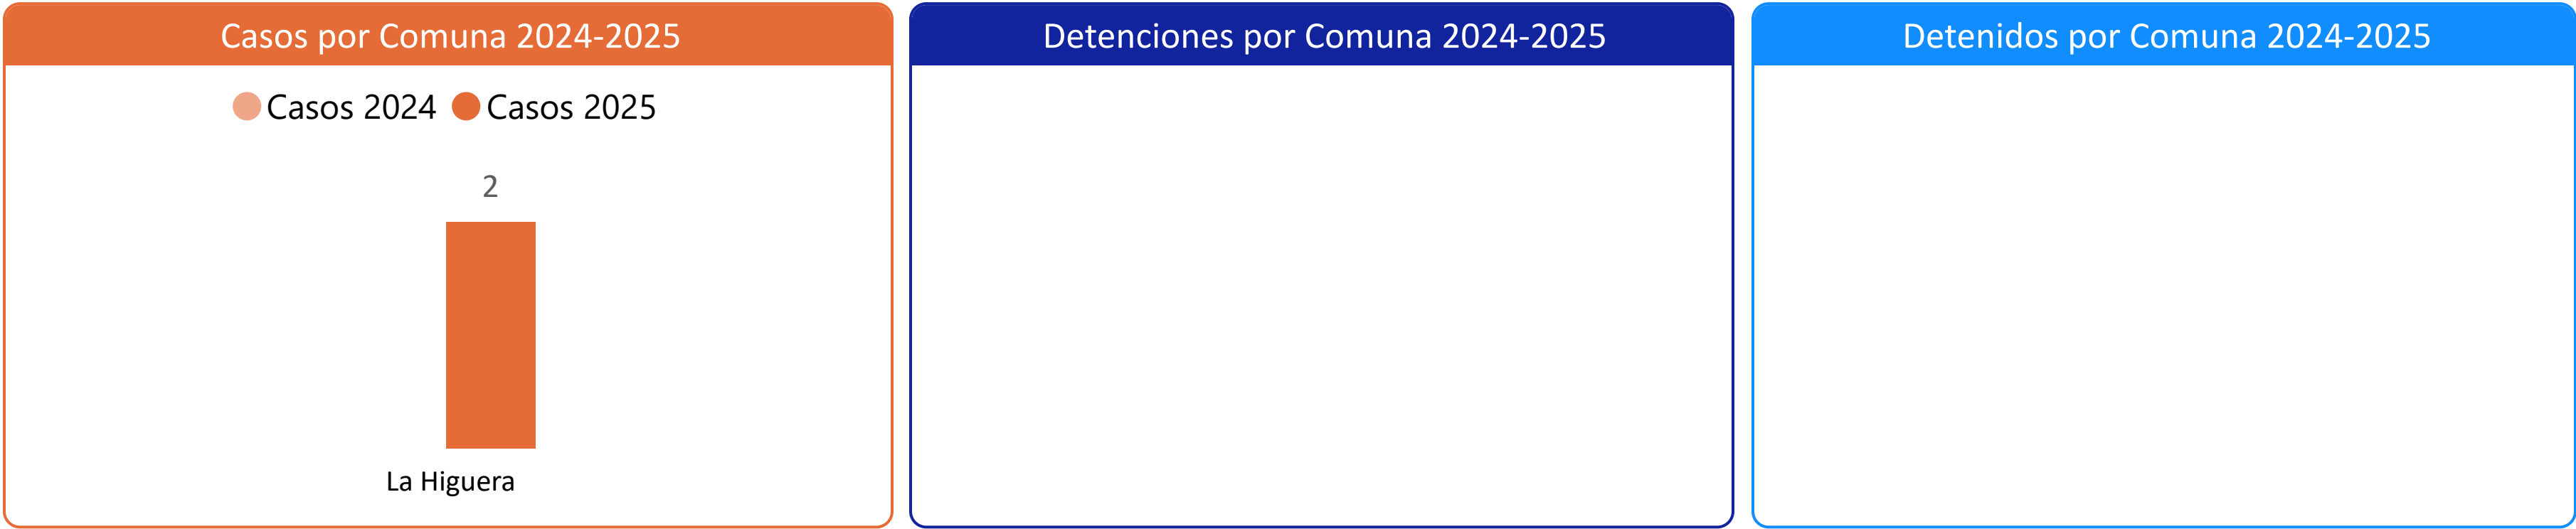 Casos por Comuna 2024-2025
Casos 2024 Casos 2025
2
La Higuera
Detenciones por Comuna 2024-2025
Detenidos por Comuna 2024-2025